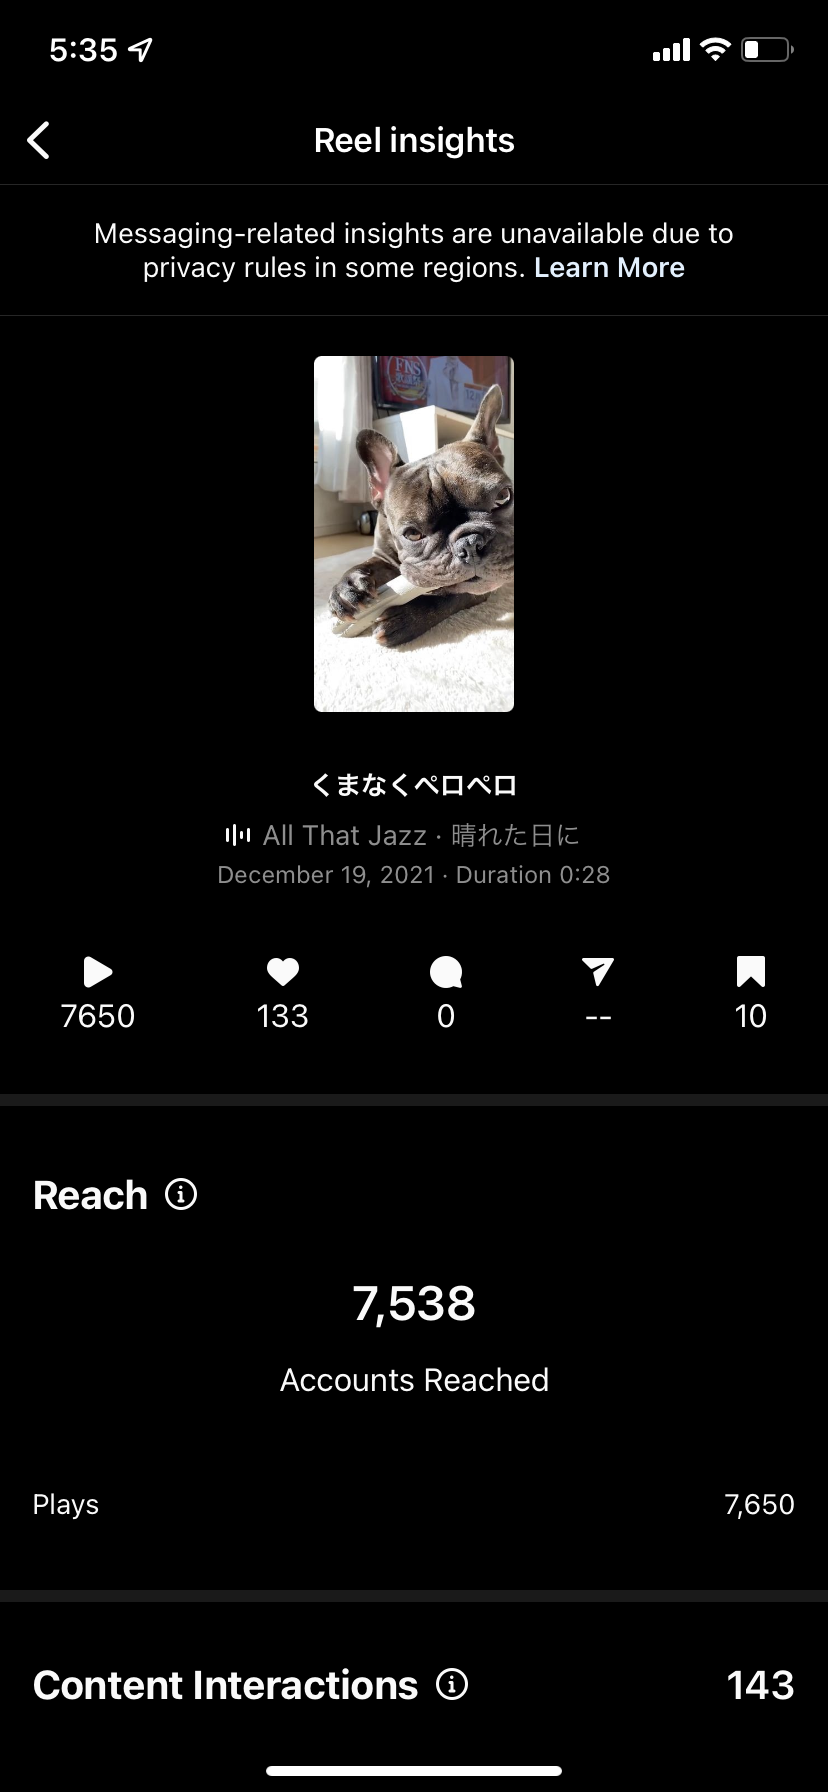 5:35
Reel insights
Messaging-related insights are unavailable due to
privacy rules in some regions. Learn More
FNS
くまなくペロペロ
All That Jazz · 晴れた日に
December 19, 2021 · Duration 0:28
7650 133 0 -- 10
Reach
7,538
Accounts Reached
Plays 7,650
Content Interactions 143